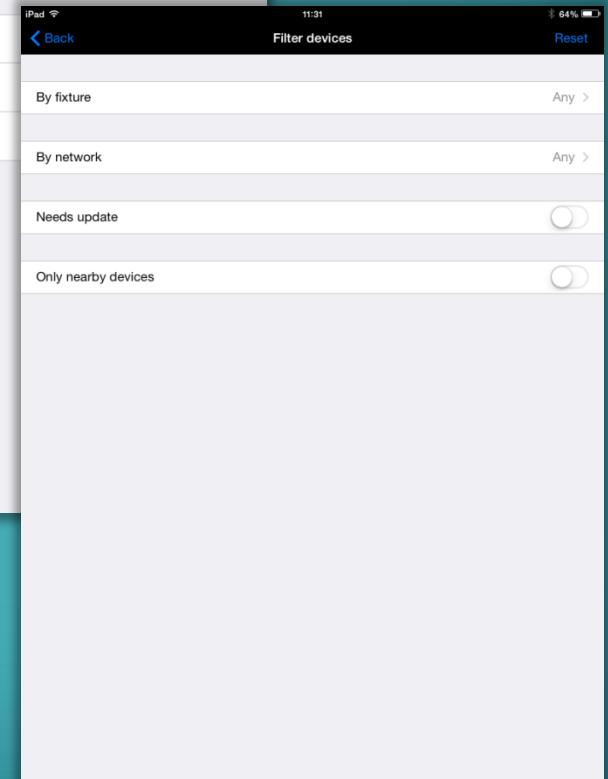 iPad 11:31 64%
Back Filter devices Reset
By fixture Any
By network Any
Needs update
Only nearby devices